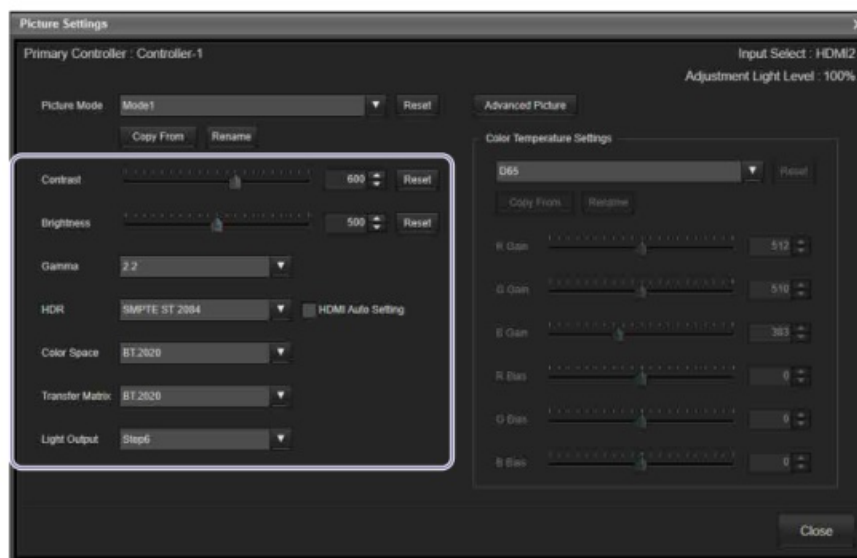 Picture Settings
Primary Controller : Controller-1
Input Select : HDMI2
Adjustment Light Level : 100%
Picture Mode Mode1 Reset
Copy From Rename
Contrast 600 Reset
Brightness 500 Reset
Gamma 2.2
HDR SMPTE ST 2084 HDMI Auto Setting
Color Space BT.2020
Transfer Matrix BT.2020
Light Output Step6
Advanced Picture
Color Temperature Settings
D65 Reset
Copy From Rename
R Gain 512
G Gain 510
B Gain 383
R Bias 0
G Bias 0
B Bias 0
Close